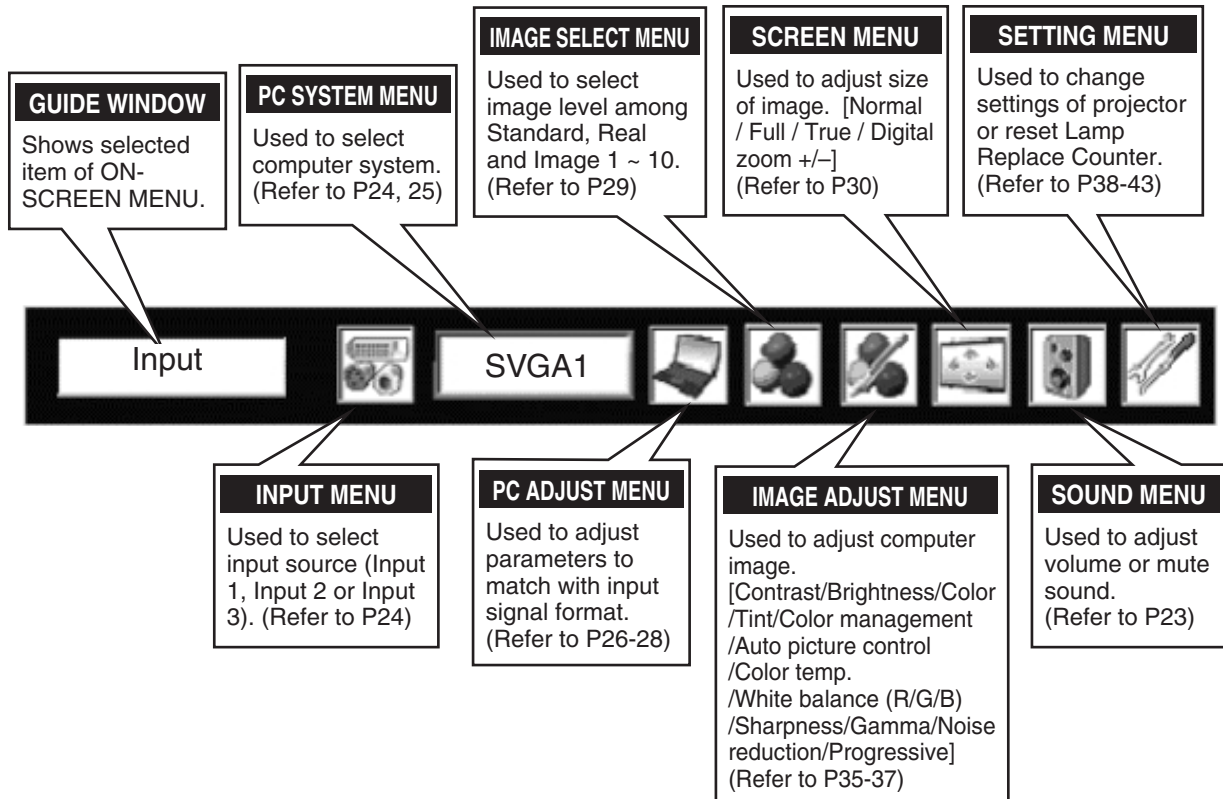 GUIDE WINDOW
Shows selected
item of ON-
SCREEN MENU.
PC SYSTEM MENU
Used to select
computer system.
(Refer to P24, 25)
IMAGE SELECT MENU
Used to select
image level among
Standard, Real
and Image 1 ~ 10.
(Refer to P29)
SCREEN MENU
Used to adjust size
of image. [Normal
/ Full / True / Digital
zoom +/–]
(Refer to P30)
SETTING MENU
Used to change
settings of projector
or reset Lamp
Replace Counter.
(Refer to P38-43)
Input
SVGA1
INPUT MENU
Used to select
input source (Input
1, Input 2 or Input
3). (Refer to P24)
PC ADJUST MENU
Used to adjust
parameters to
match with input
signal format.
(Refer to P26-28)
IMAGE ADJUST MENU
Used to adjust computer
image.
[Contrast/Brightness/Color
/Tint/Color management
/Auto picture control
/Color temp.
/White balance (R/G/B)
/Sharpness/Gamma/Noise
reduction/Progressive]
(Refer to P35-37)
SOUND MENU
Used to adjust
volume or mute
sound.
(Refer to P23)